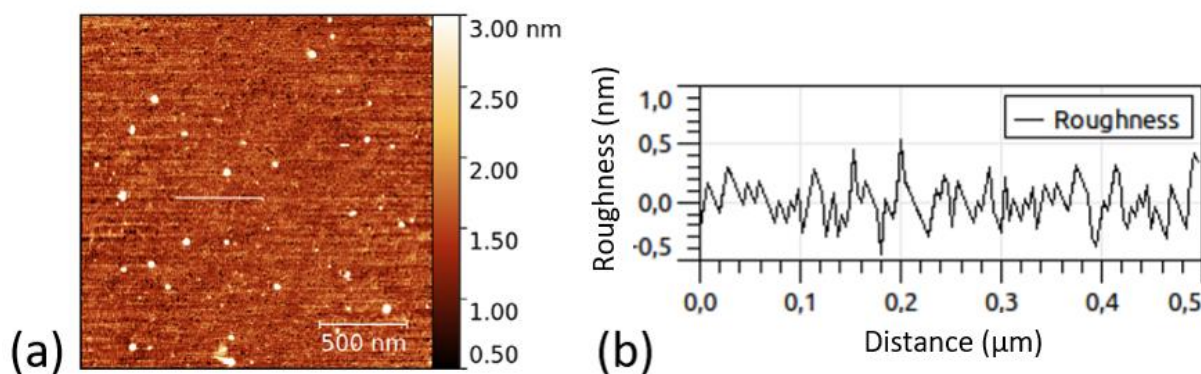 3.00 nm
2.50
2.00
1.50
1.00
0.50
500 nm
(a)
Roughness (nm)
1,0
0,5
0,0
-0,5
Roughness
0,0 0,1 0,2 0,3 0,4 0,5
Distance (μm)
(b)